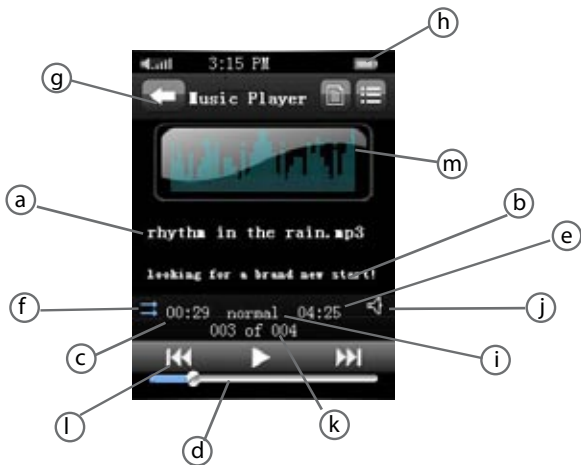 h
3:15 PM
g
Music Player
m
a
b
rhythm in the rain.mp3
e
looking for a brand new start!
f
00:29 normal 04:25
j
003 of 004
c
i
l
d
k